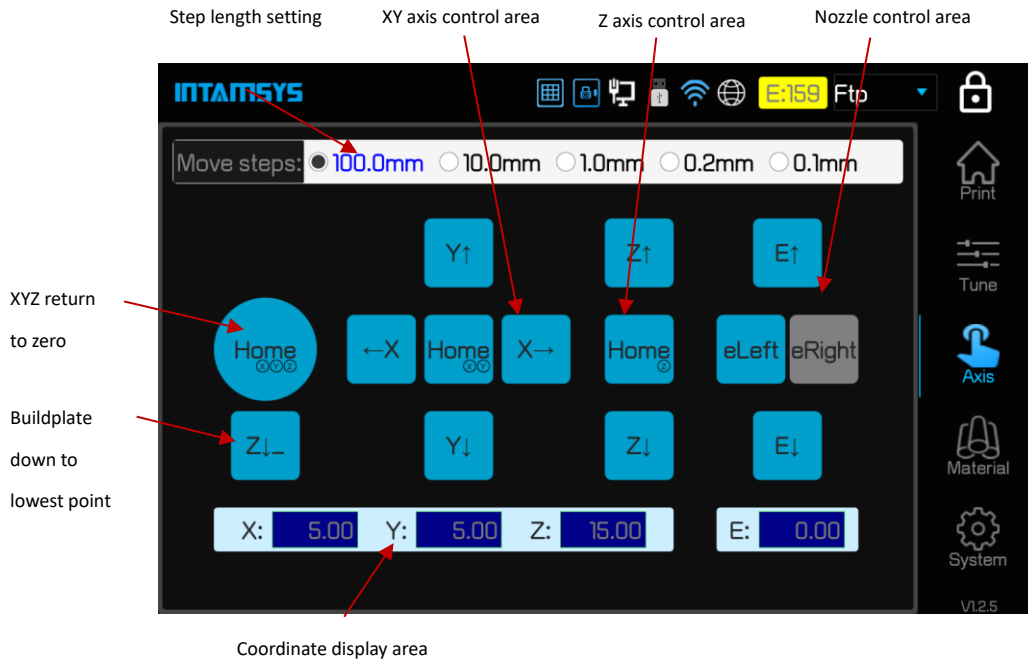 Step length setting XY axis control area Z axis control area Nozzle control area
INTAMSYS E:159 Ftp
Move steps: 100.0mm 10.0mm 1.0mm 0.2mm 0.1mm
Print
Y↑ Z↑ E↑
Tune
XYZ return
to zero
Home XYZ ←X Home XY X→ Home Z eLeft eRight
Axis
Buildplate
down to
lowest point
Z↓_ Y↓ Z↓ E↓
Material
X: 5.00 Y: 5.00 Z: 15.00 E: 0.00
System
V1.2.5
Coordinate display area